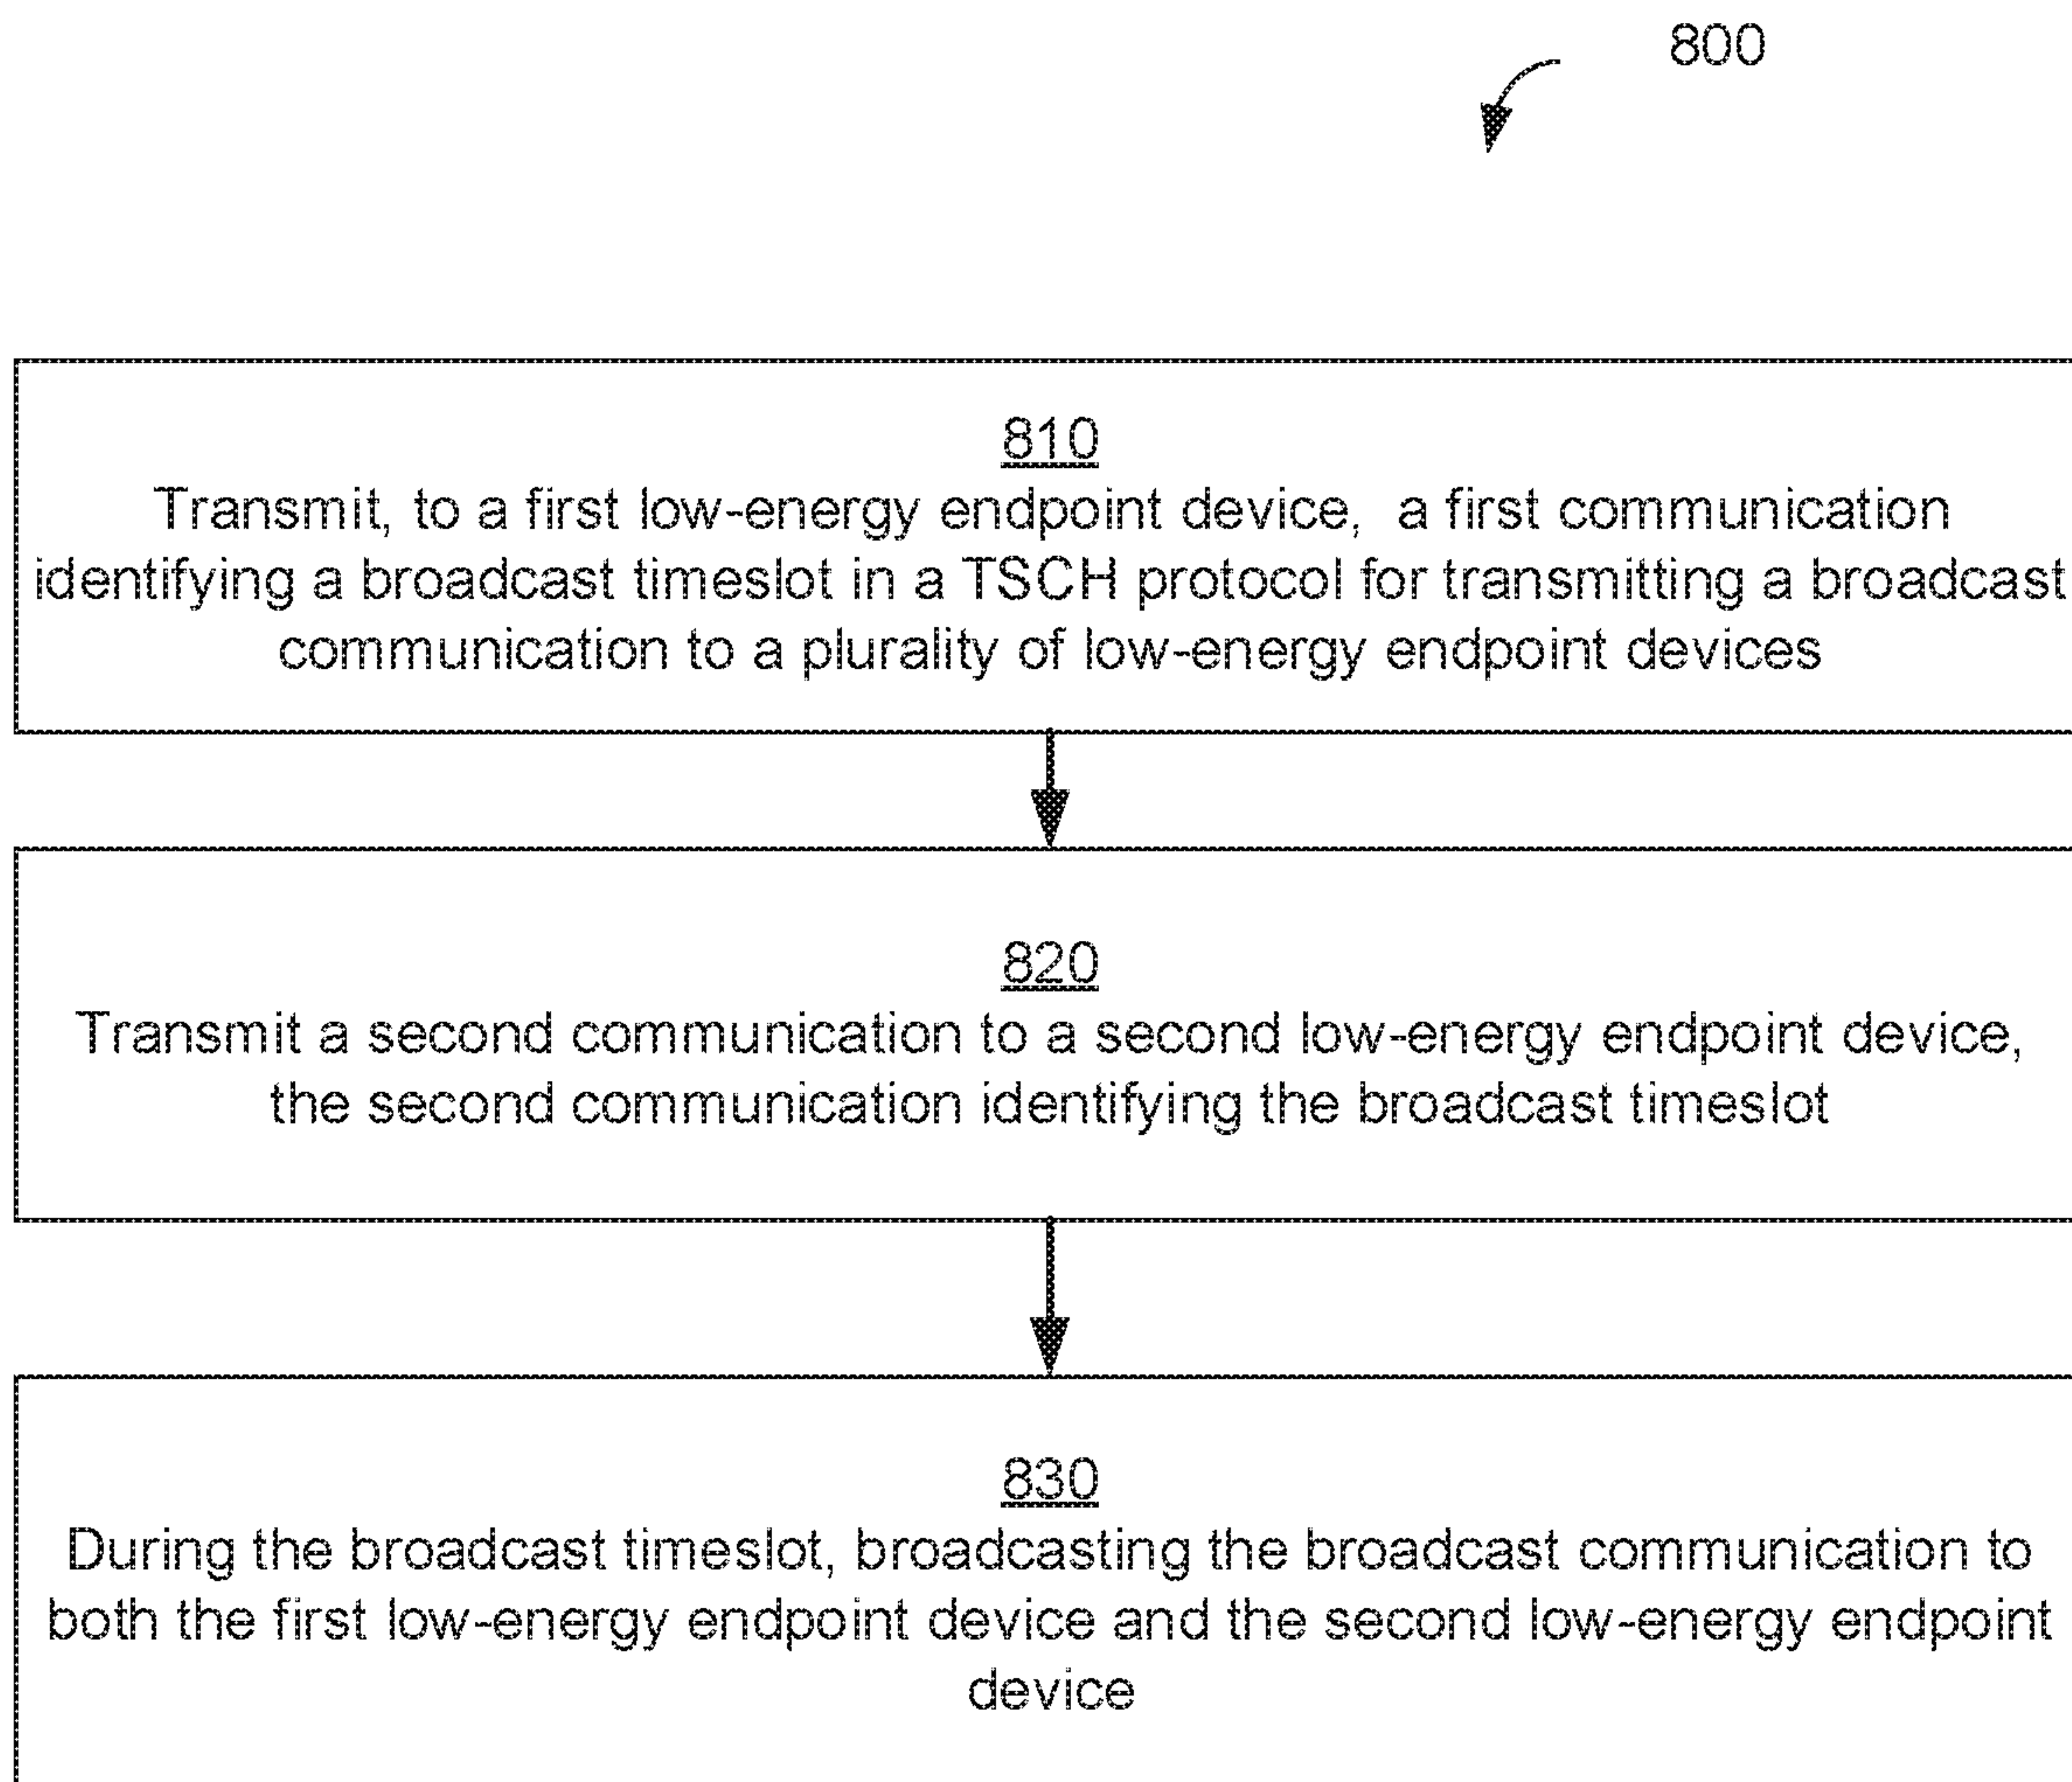 800
810
Transmit, to a first low-energy endpoint device, a first communication
identifying a broadcast timeslot in a TSCH protocol for transmitting a broadcast
communication to a plurality of low-energy endpoint devices
820
Transmit a second communication to a second low-energy endpoint device,
the second communication identifying the broadcast timeslot
830
During the broadcast timeslot, broadcasting the broadcast communication to
both the first low-energy endpoint device and the second low-energy endpoint
device